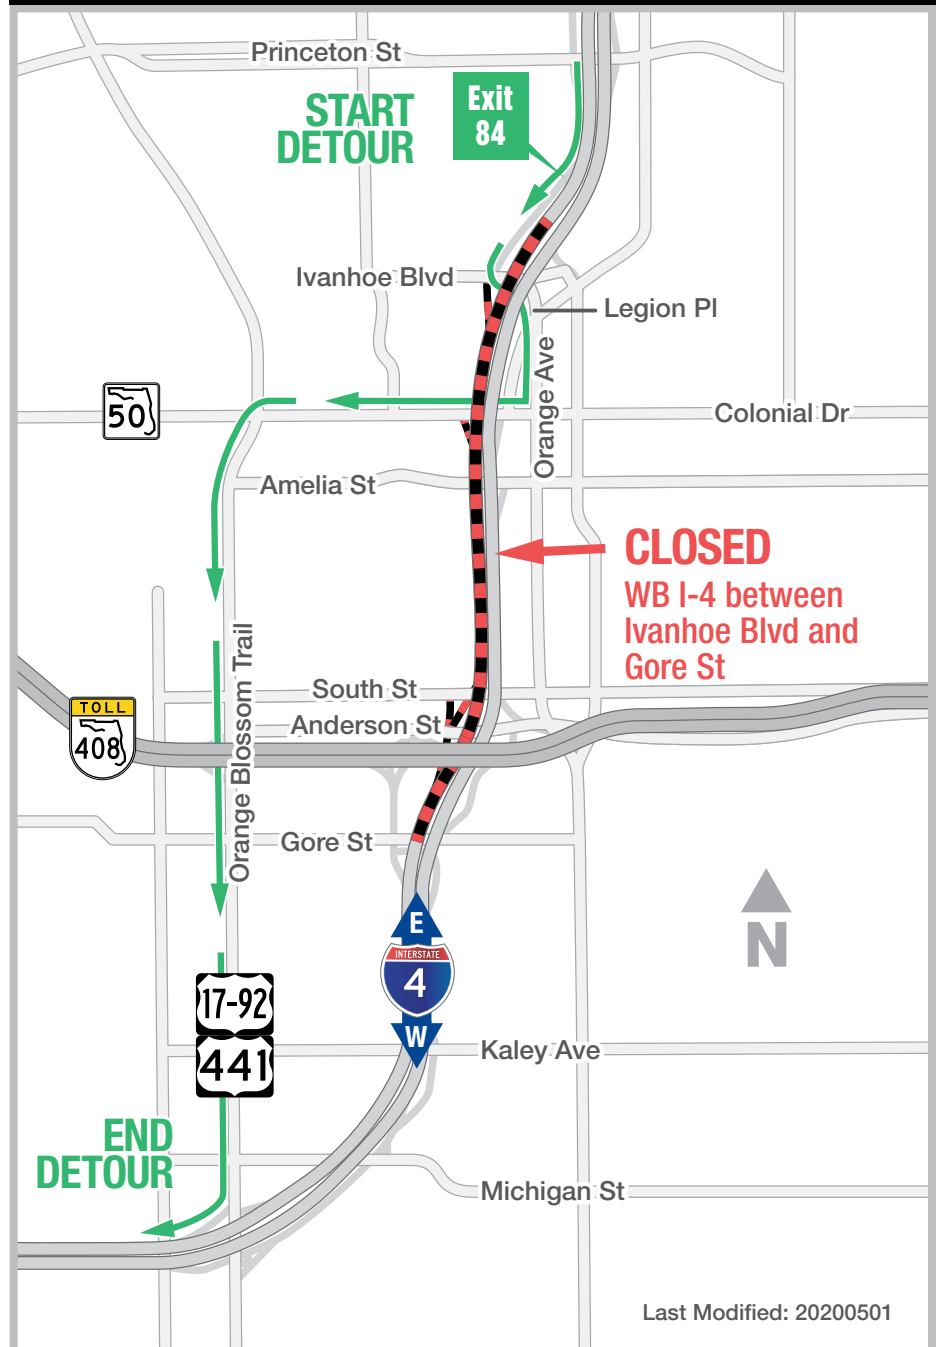 Princeton St
START
DETOUR
Exit
84
Ivanhoe Blvd
Legion Pl
Orange Ave
50
Colonial Dr
Amelia St
CLOSED
WB I-4 between
Ivanhoe Blvd and
Gore St
Orange Blossom Trail
South St
TOLL
408
Anderson St
Gore St
E
INTERSTATE
4
W
N
17-92
441
Kaley Ave
END
DETOUR
Michigan St
Last Modified: 20200501